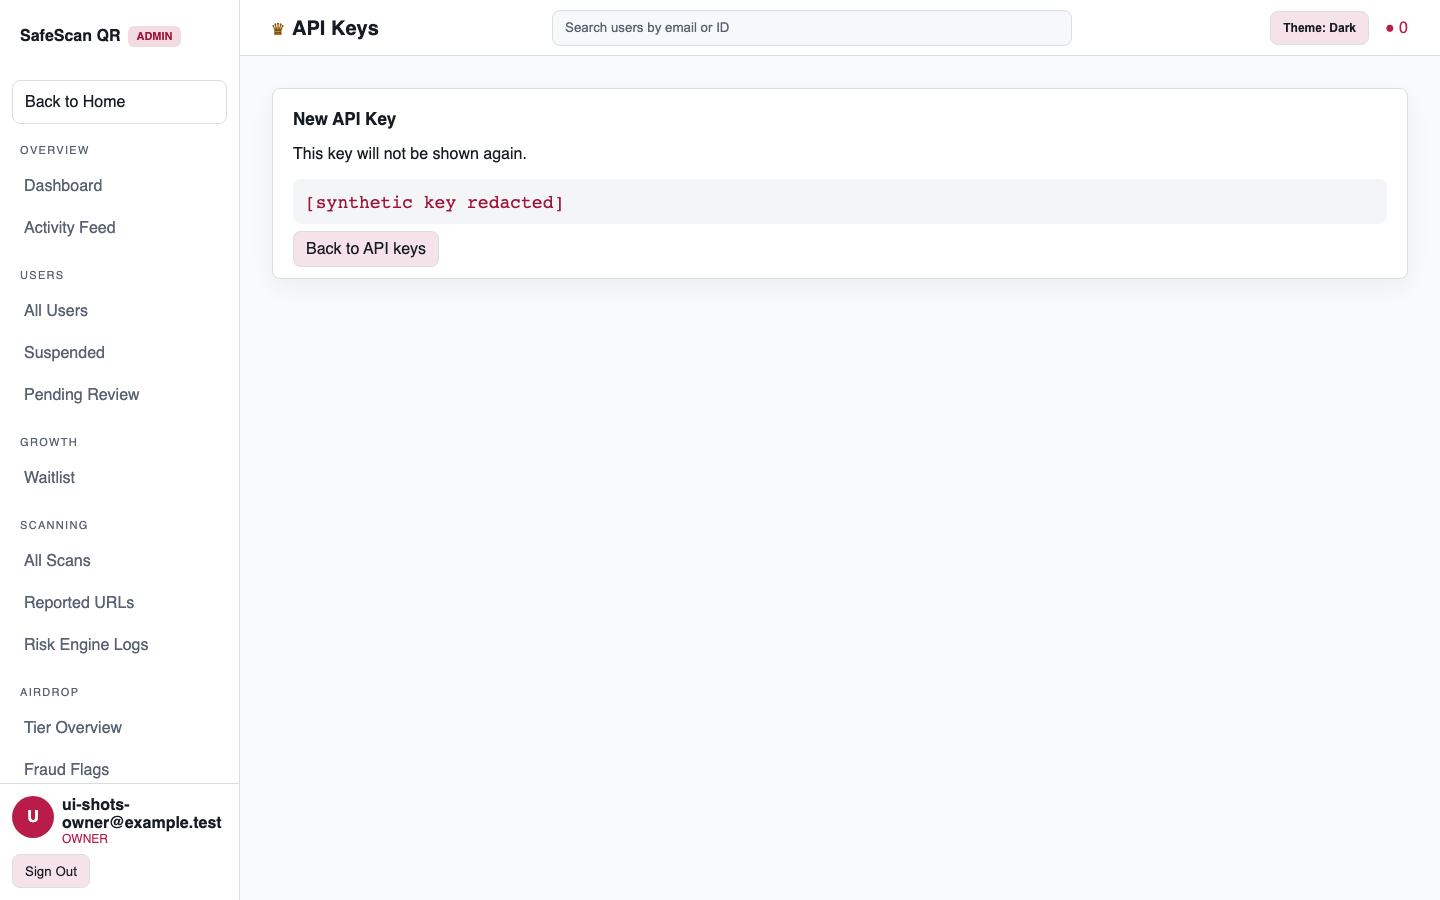 SafeScan QR ADMIN
Back to Home
OVERVIEW
Dashboard
Activity Feed
USERS
All Users
Suspended
Pending Review
GROWTH
Waitlist
SCANNING
All Scans
Reported URLs
Risk Engine Logs
AIRDROP
Tier Overview
Fraud Flags
U
ui-shots-
owner@example.test
OWNER
Sign Out
♛ API Keys
Search users by email or ID
Theme: Dark
● 0
New API Key
This key will not be shown again.
[synthetic key redacted]
Back to API keys